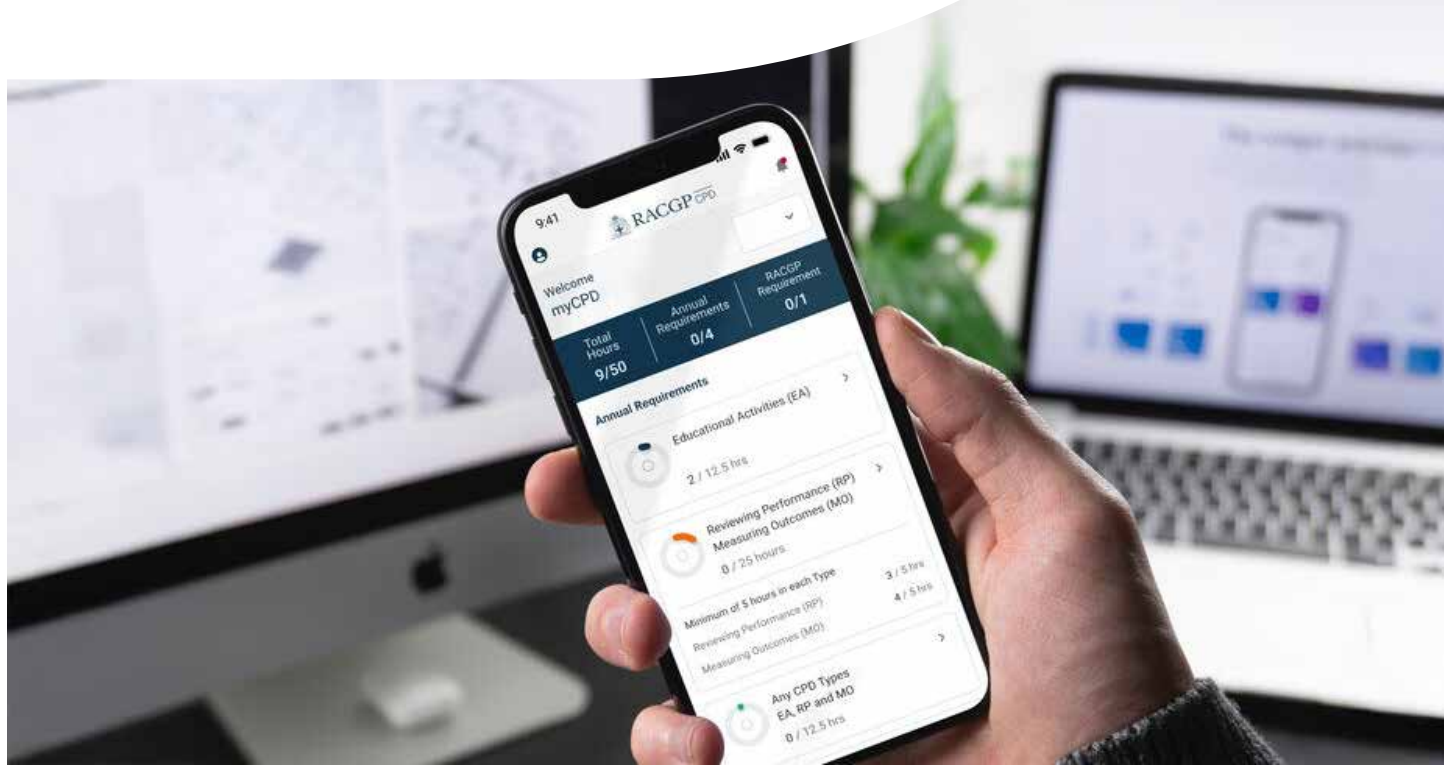 9:41
RACGP CPD
Welcome
myCPD
Total
Hours
9/50
Annual
Requirements
0/4
RACGP
Requirement
0/1
Annual Requirements
Educational Activities (EA)
2 / 12.5 hrs
Reviewing Performance (RP)
Measuring Outcomes (MO)
0 / 25 hours
Minimum of 5 hours in each Type
Reviewing Performance (RP) 3 / 5 hrs
Measuring Outcomes (MO) 4 / 5 hrs
Any CPD Types
EA, RP and MO
0 / 12.5 hrs